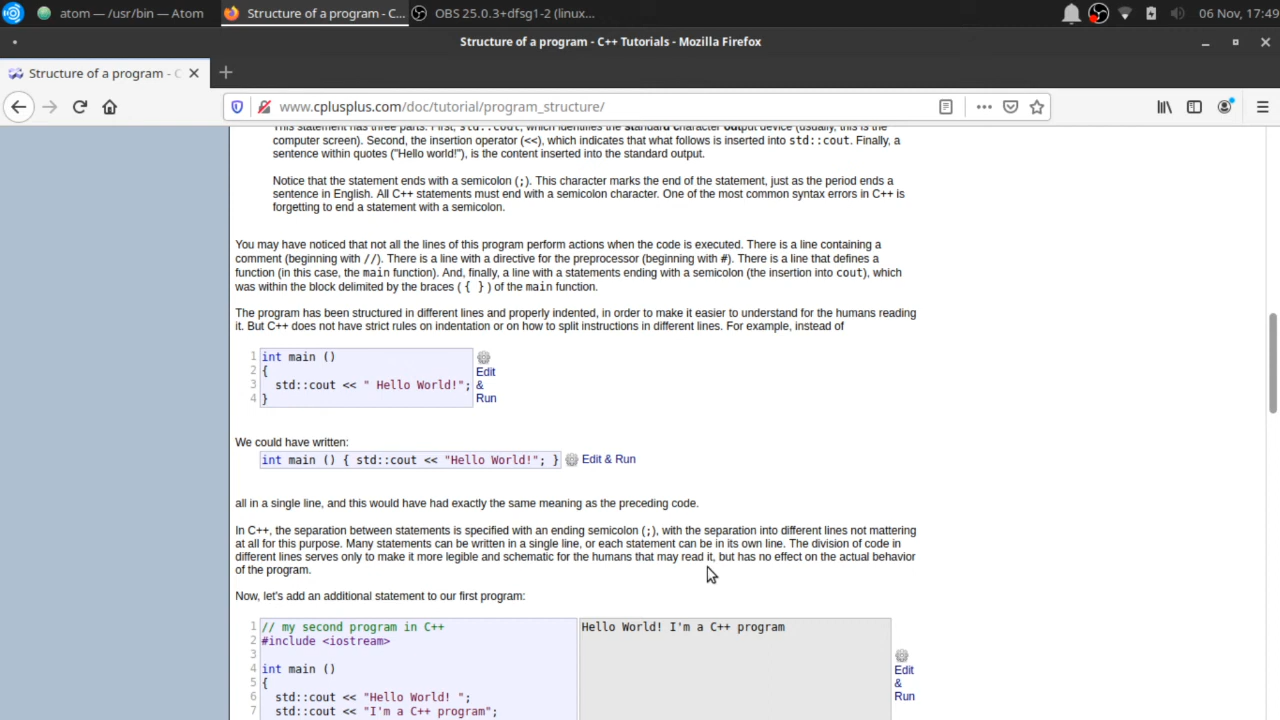 atom — /usr/bin — Atom
Structure of a program - C...
OBS 25.0.3+dfsg1-2 (linux...
06 Nov, 17:49
Structure of a program - C++ Tutorials - Mozilla Firefox
Structure of a program - C
www.cplusplus.com/doc/tutorial/program_structure/
This statement has three parts. First, std::cout, which identifies the standard character output device (usually, this is the
computer screen). Second, the insertion operator (<<), which indicates that what follows is inserted into std::cout. Finally, a
sentence within quotes ("Hello world!"), is the content inserted into the standard output.
Notice that the statement ends with a semicolon (;). This character marks the end of the statement, just as the period ends a
sentence in English. All C++ statements must end with a semicolon character. One of the most common syntax errors in C++ is
forgetting to end a statement with a semicolon.
You may have noticed that not all the lines of this program perform actions when the code is executed. There is a line containing a
comment (beginning with //). There is a line with a directive for the preprocessor (beginning with #). There is a line that defines a
function (in this case, the main function). And, finally, a line with a statements ending with a semicolon (the insertion into cout), which
was within the block delimited by the braces ( { } ) of the main function.
The program has been structured in different lines and properly indented, in order to make it easier to understand for the humans reading
it. But C++ does not have strict rules on indentation or on how to split instructions in different lines. For example, instead of
1 int main ()
2 {
3   std::cout << " Hello World!";
4 }
Edit
&
Run
We could have written:
int main () { std::cout << "Hello World!"; }
Edit & Run
all in a single line, and this would have had exactly the same meaning as the preceding code.
In C++, the separation between statements is specified with an ending semicolon (;), with the separation into different lines not mattering
at all for this purpose. Many statements can be written in a single line, or each statement can be in its own line. The division of code in
different lines serves only to make it more legible and schematic for the humans that may read it, but has no effect on the actual behavior
of the program.
Now, let's add an additional statement to our first program:
1 // my second program in C++
2 #include <iostream>
3
4 int main ()
5 {
6   std::cout << "Hello World! ";
7   std::cout << "I'm a C++ program";
Hello World! I'm a C++ program
Edit
&
Run